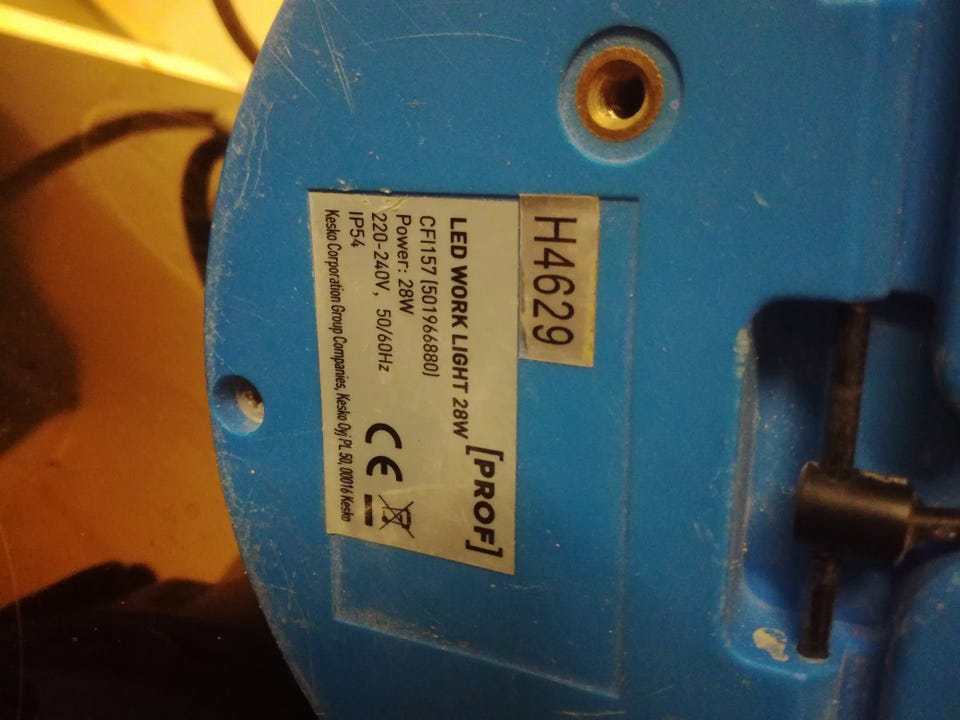 H4629
[PROF]
LED WORK LIGHT 28W
CFI157 (501966880)
Power: 28W
220-240V, 50/60Hz
IP54
CE
Kesko Corporation Group Companies, Kesko Oyj PL 50, 00016 Kesko